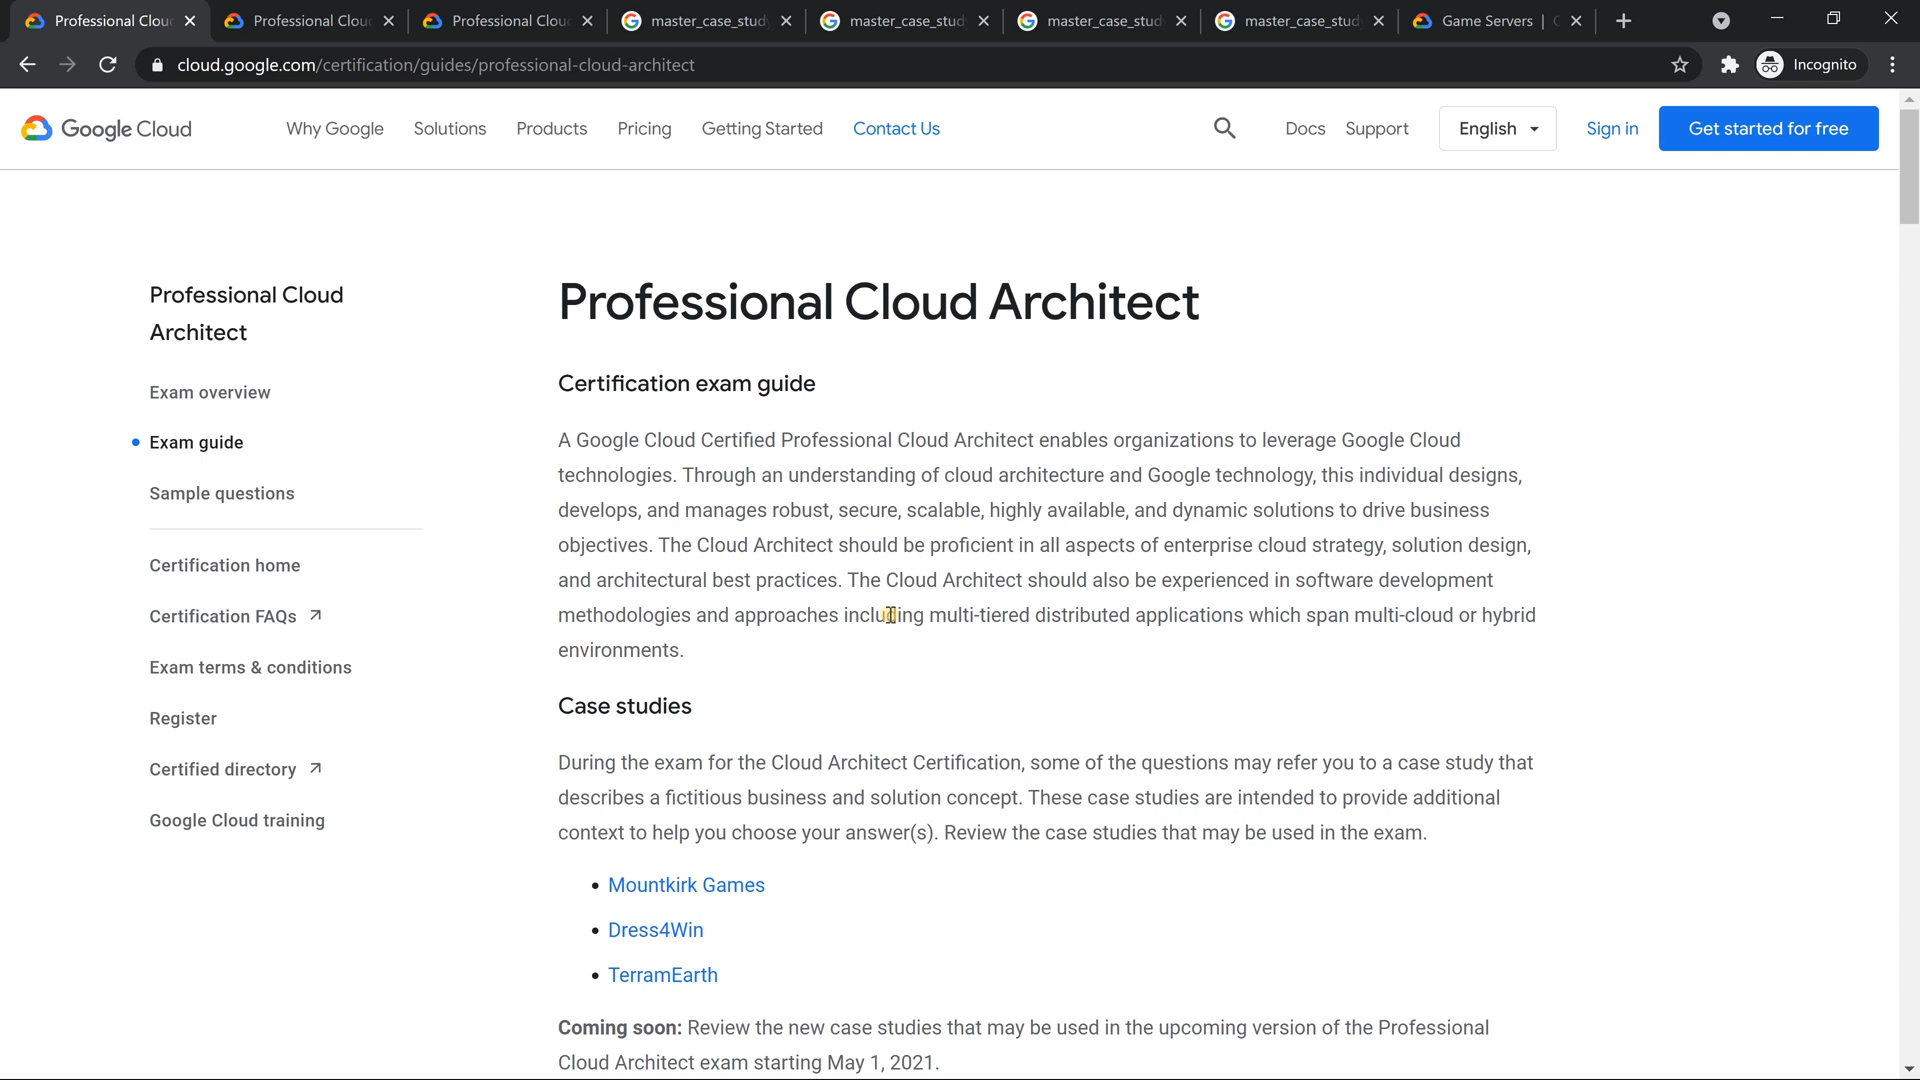 Professional Clou
Professional Clou
Professional Clou
master_case_stud
master_case_stud
master_case_stud
master_case_stud
Game Servers |
cloud.google.com/certification/guides/professional-cloud-architect
Incognito
Google Cloud
Why Google
Solutions
Products
Pricing
Getting Started
Contact Us
Docs
Support
English
Sign in
Get started for free
Professional Cloud
Architect
Exam overview
Exam guide
Sample questions
Certification home
Certification FAQs
Exam terms & conditions
Register
Certified directory
Google Cloud training
Professional Cloud Architect
Certification exam guide
A Google Cloud Certified Professional Cloud Architect enables organizations to leverage Google Cloud
technologies. Through an understanding of cloud architecture and Google technology, this individual designs,
develops, and manages robust, secure, scalable, highly available, and dynamic solutions to drive business
objectives. The Cloud Architect should be proficient in all aspects of enterprise cloud strategy, solution design,
and architectural best practices. The Cloud Architect should also be experienced in software development
methodologies and approaches including multi-tiered distributed applications which span multi-cloud or hybrid
environments.
Case studies
During the exam for the Cloud Architect Certification, some of the questions may refer you to a case study that
describes a fictitious business and solution concept. These case studies are intended to provide additional
context to help you choose your answer(s). Review the case studies that may be used in the exam.
• Mountkirk Games
• Dress4Win
• TerramEarth
Coming soon: Review the new case studies that may be used in the upcoming version of the Professional
Cloud Architect exam starting May 1, 2021.